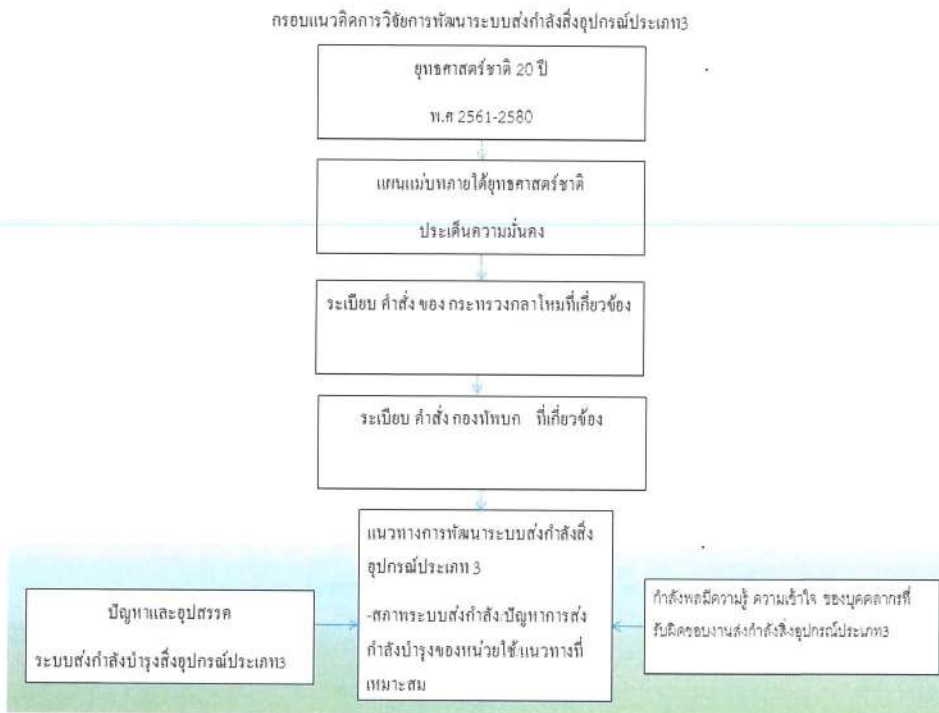 กรอบแนวคิดการวิจัยการพัฒนาระบบส่งกำลังสิ่งอุปกรณ์ประเภท3
ยุทธศาสตร์ชาติ 20 ปี
พ.ศ 2561-2580
แผนแม่บทภายใต้ยุทธศาสตร์ชาติ
ประเด็นความมั่นคง
ระเบียบ คำสั่ง ของ กระทรวงกลาโหมที่เกี่ยวข้อง
ระเบียบ คำสั่ง กองทัพบก ที่เกี่ยวข้อง
แนวทางการพัฒนาระบบส่งกำลังสิ่ง
อุปกรณ์ประเภท 3
-สภาพระบบส่งกำลัง/ปัญหาการส่ง
กำลังบำรุงของหน่วยใช้/แนวทางที่
เหมาะสม
ปัญหาและอุปสรรค
ระบบส่งกำลังบำรุงสิ่งอุปกรณ์ประเภท3
กำลังพลมีความรู้ ความเข้าใจ ของบุคคลากรที่
รับผิดชอบงานส่งกำลังสิ่งอุปกรณ์ประเภท3